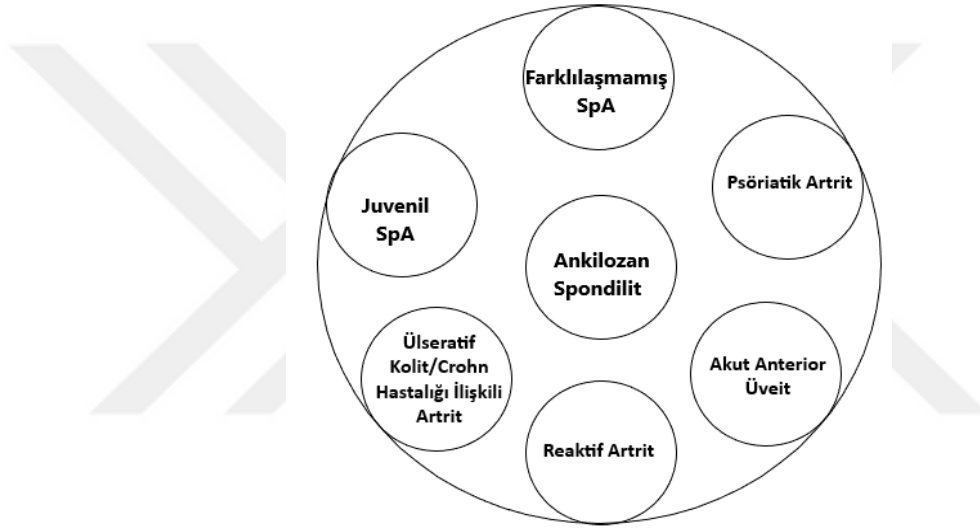 Farklılaşmamış
SpA
Psöriatik Artrit
Juvenil
SpA
Ankilozan
Spondilit
Ülseratif
Kolit/Crohn
Hastalığı İlişkili
Artrit
Akut Anterior
Üveit
Reaktif Artrit